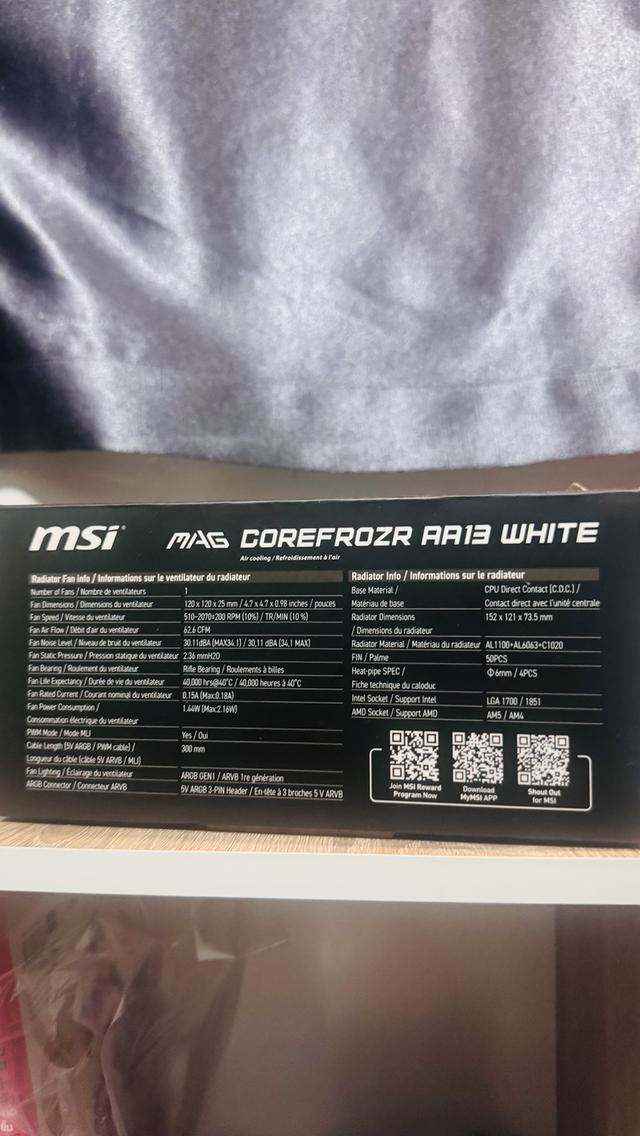 msi
MAG COREFROZR AA13 WHITE
Air cooling / Refroidissement à l'air
Radiator Fan info / Informations sur le ventilateur du radiateur
Number of Fans / Nombre de ventilateurs 1
Fan Dimensions / Dimensions du ventilateur 120 x 120 x 25 mm / 4.7 x 4.7 x 0.98 inches / pouces
Fan Speed / Vitesse du ventilateur 510-2070±200 RPM (10%) / TR/MIN (10 %)
Fan Air Flow / Débit d'air du ventilateur 62.6 CFM
Fan Noise Level / Niveau de bruit du ventilateur 30.11dBA (MAX34.1) / 30,11 dBA (34,1 MAX)
Fan Static Pressure / Pression statique du ventilateur 2.36 mmH2O
Fan Bearing / Roulement du ventilateur Rifle Bearing / Roulements à billes
Fan Life Expectancy / Durée de vie du ventilateur 40,000 hrs@40°C / 40,000 heures à 40°C
Fan Rated Current / Courant nominal du ventilateur 0.15A (Max:0.18A)
Fan Power Consumption / 1.44W (Max:2.16W)
Consommation électrique du ventilateur
PWM Mode / Mode MLI Yes / Oui
Cable Length (5V ARGB / PWM cable) / 300 mm
Longueur du câble (câble 5V ARVB / MLI)
Fan Lighting / Éclairage du ventilateur ARGB GEN1 / ARVB 1re génération
ARGB Connector / Connecteur ARVB 5V ARGB 3-PIN Header / En-tête à 3 broches 5 V ARVB
Radiator Info / Informations sur le radiateur
Base Material / CPU Direct Contact (C.D.C.) /
Matériau de base Contact direct avec l'unité centrale
Radiator Dimensions 152 x 121 x 73.5 mm
/ Dimensions du radiateur
Radiator Material / Matériau du radiateur AL1100+AL6063+C1020
FIN / Palme 50PCS
Heat-pipe SPEC / Φ6mm / 4PCS
Fiche technique du caloduc
Intel Socket / Support Intel LGA 1700 / 1851
AMD Socket / Support AMD AM5 / AM4
Join MSI Reward
Program Now
Download
MyMSI APP
Shout Out
for MSI